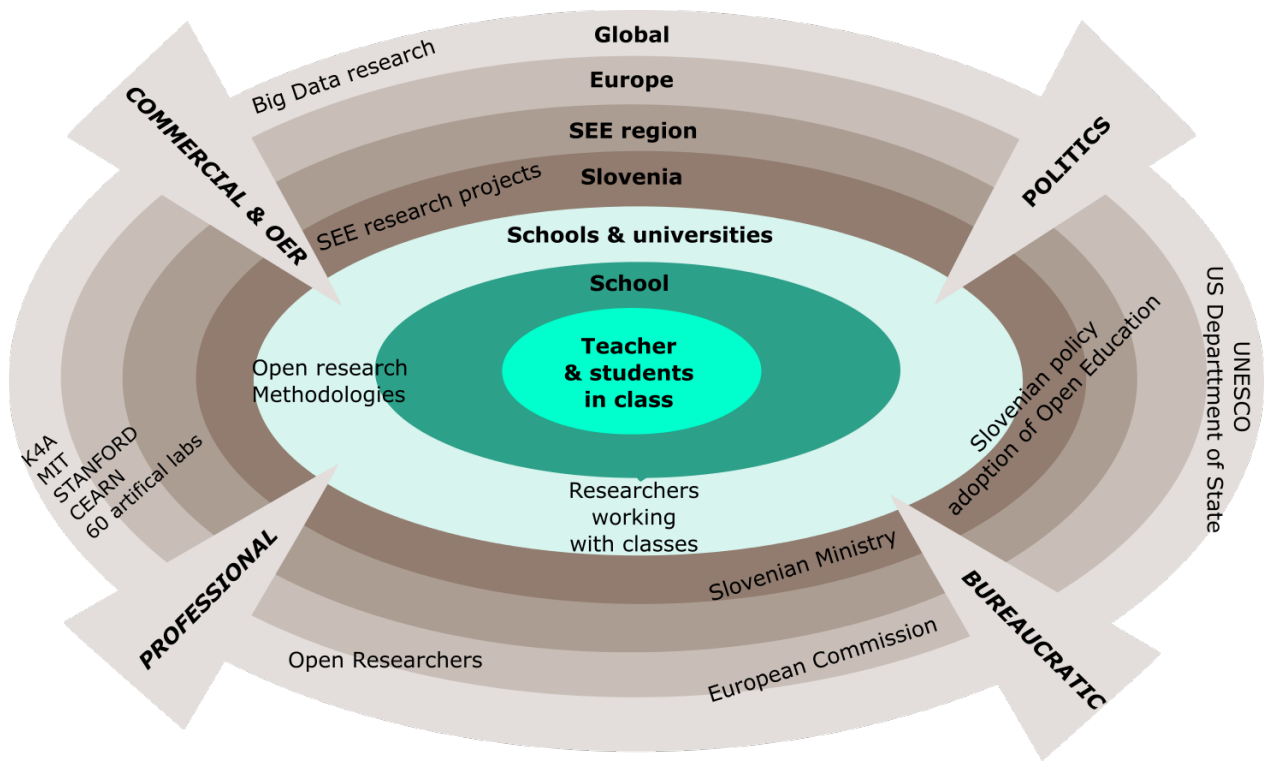 Global
Big Data research
Europe
COMMERCIAL & OER
POLITICS
SEE region
SEE research projects
Slovenia
Schools & universities
School
Teacher
& students
in class
Open research
Methodologies
Slovenian policy
adoption of Open Education
UNESCO
US Departtment of State
K4A
MIT
STANFORD
CEARN
60 artifical labs
Researchers
working
with classes
Slovenian Ministry
PROFESSIONAL
BUREAUCRATIC
Open Researchers
European Commission